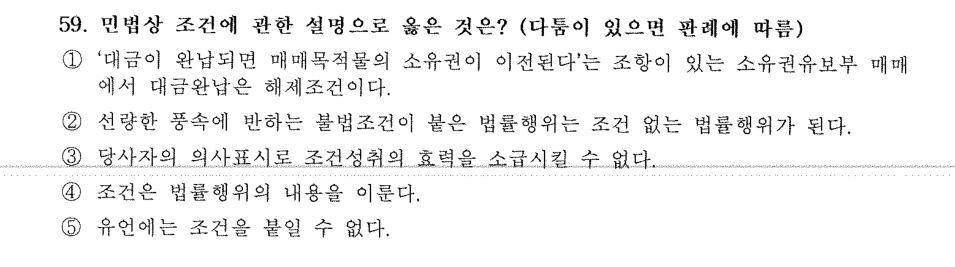 59. 민법상 조건에 관한 설명으로 옳은 것은? (다툼이 있으면 판례에 따름)
① '대금이 완납되면 매매목적물의 소유권이 이전된다'는 조항이 있는 소유권유보부 매매
에서 대금완납은 해제조건이다.
② 선량한 풍속에 반하는 불법조건이 붙은 법률행위는 조건 없는 법률행위가 된다.
③ 당사자의 의사표시로 조건성취의 효력을 소급시킬 수 없다.
④ 조건은 법률행위의 내용을 이룬다.
⑤ 유언에는 조건을 붙일 수 없다.